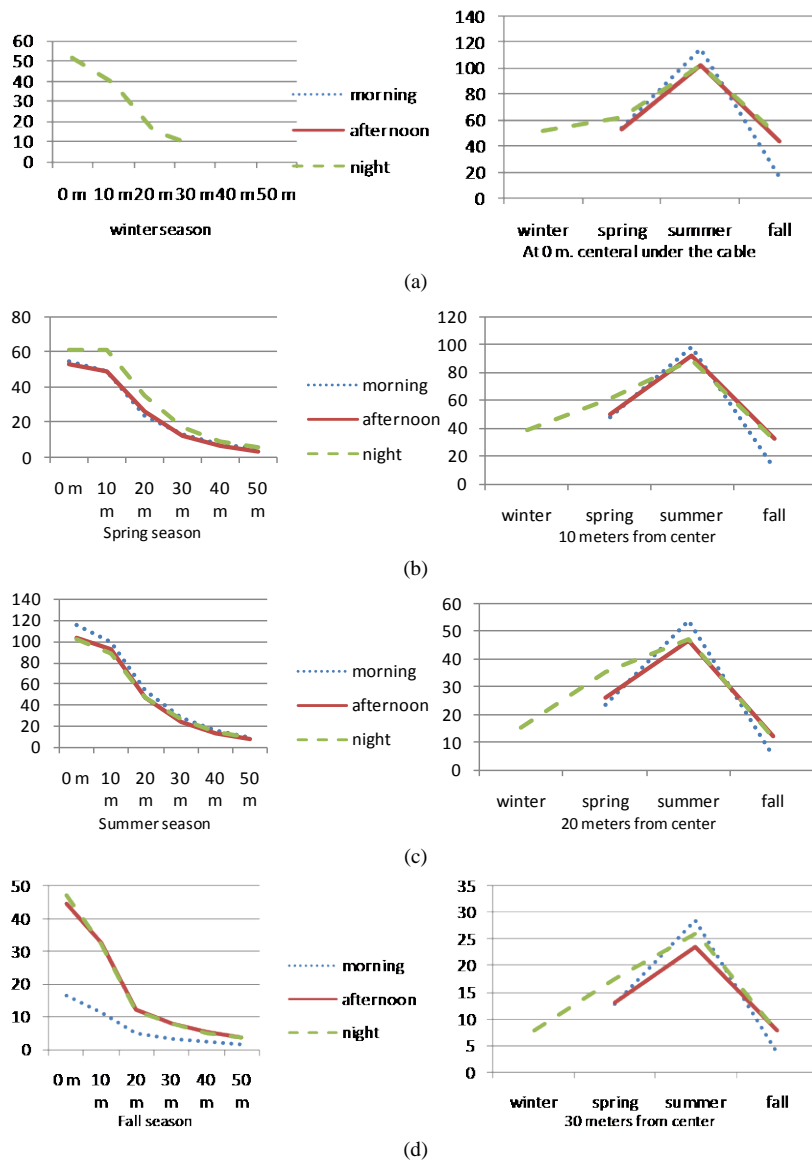 60
50
40
30
20
10
0
0 m 10 m 20 m 30 m 40 m 50 m
winter season
morning
afternoon
night
140
120
100
80
60
40
20
0
winter spring summer fall
At 0 m. centeral under the cable
(a)
80
60
40
20
0
0 m 10 m 20 m 30 m 40 m 50 m
Spring season
morning
afternoon
night
120
100
80
60
40
20
0
winter spring summer fall
10 meters from center
(b)
140
120
100
80
60
40
20
0
0 m 10 m 20 m 30 m 40 m 50 m
Summer season
morning
afternoon
night
60
50
40
30
20
10
0
winter spring summer fall
20 meters from center
(c)
50
40
30
20
10
0
0 m 10 m 20 m 30 m 40 m 50 m
Fall season
morning
afternoon
night
35
30
25
20
15
10
5
0
winter spring summer fall
30 meters from center
(d)